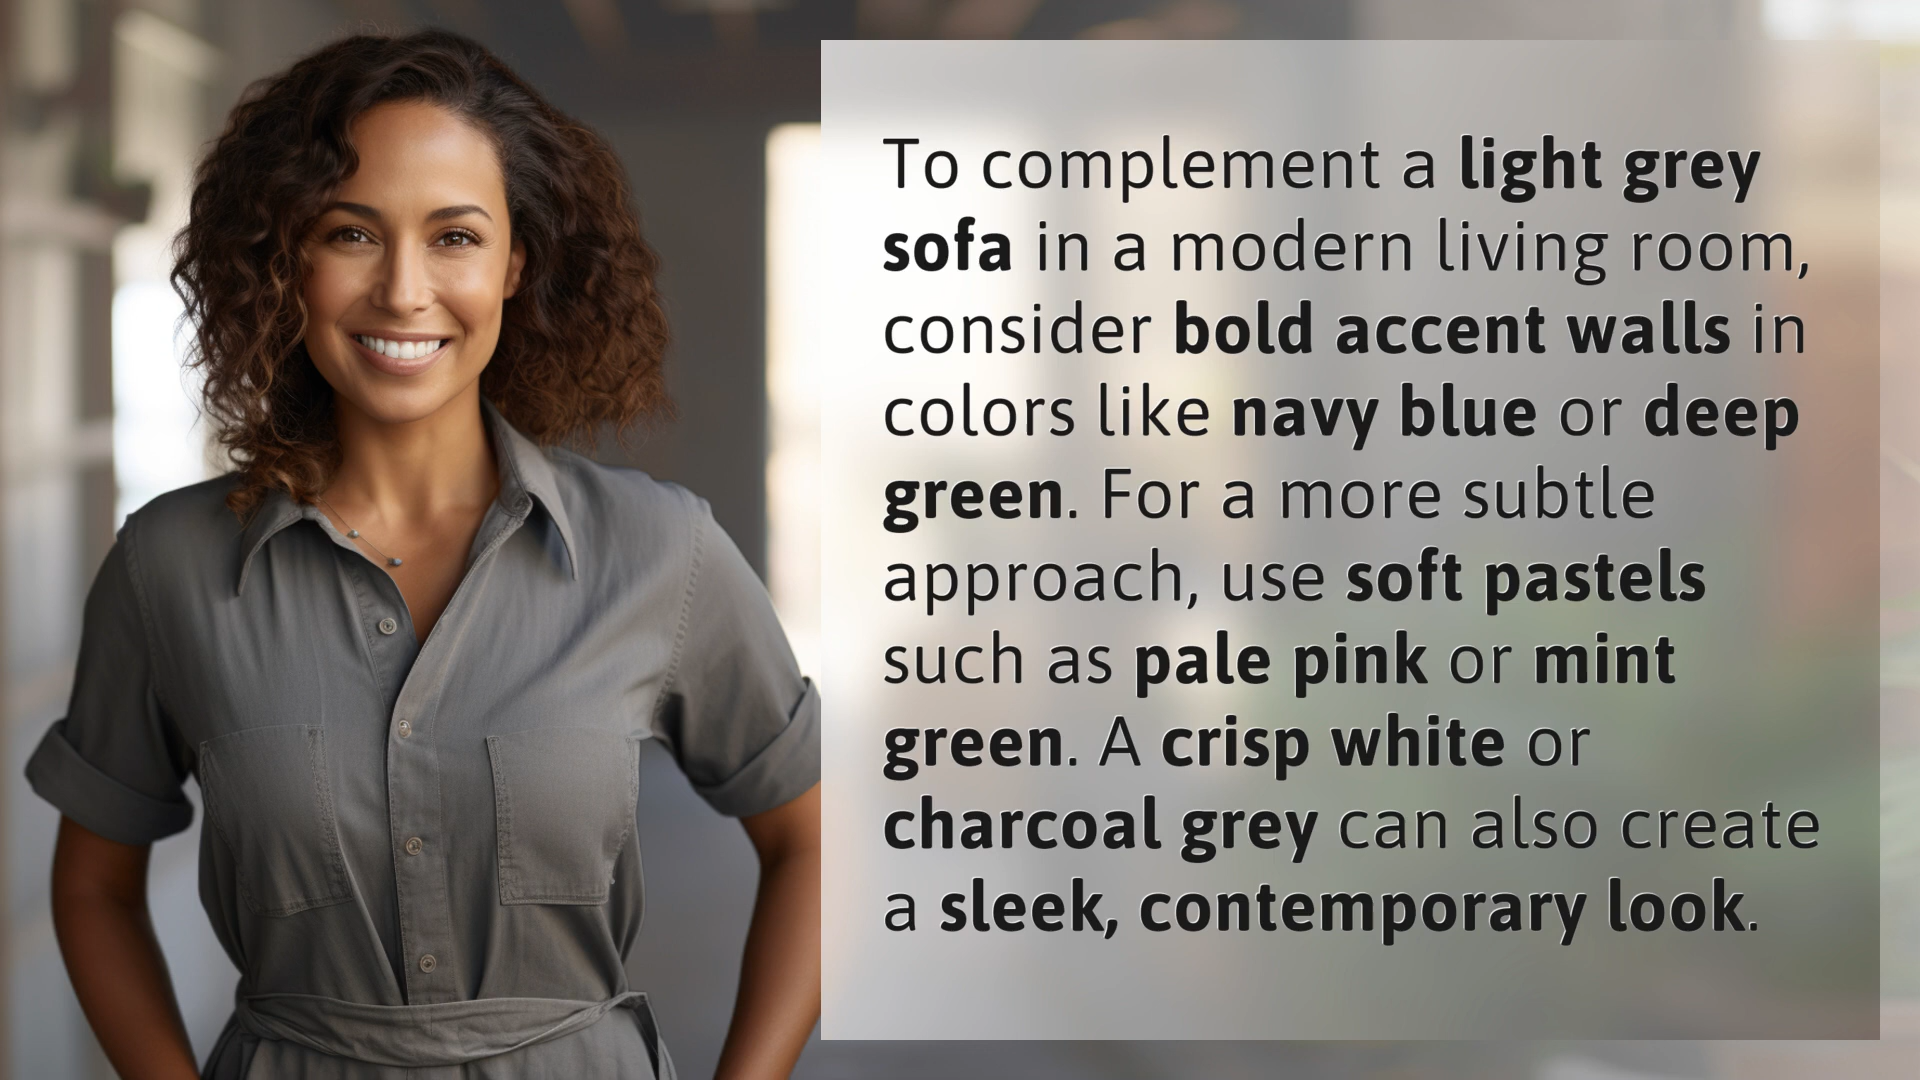 To complement a light grey
sofa in a modern living room,
consider bold accent walls in
colors like navy blue or deep
green. For a more subtle
approach, use soft pastels
such as pale pink or mint
green. A crisp white or
charcoal grey can also create
a sleek, contemporary look.